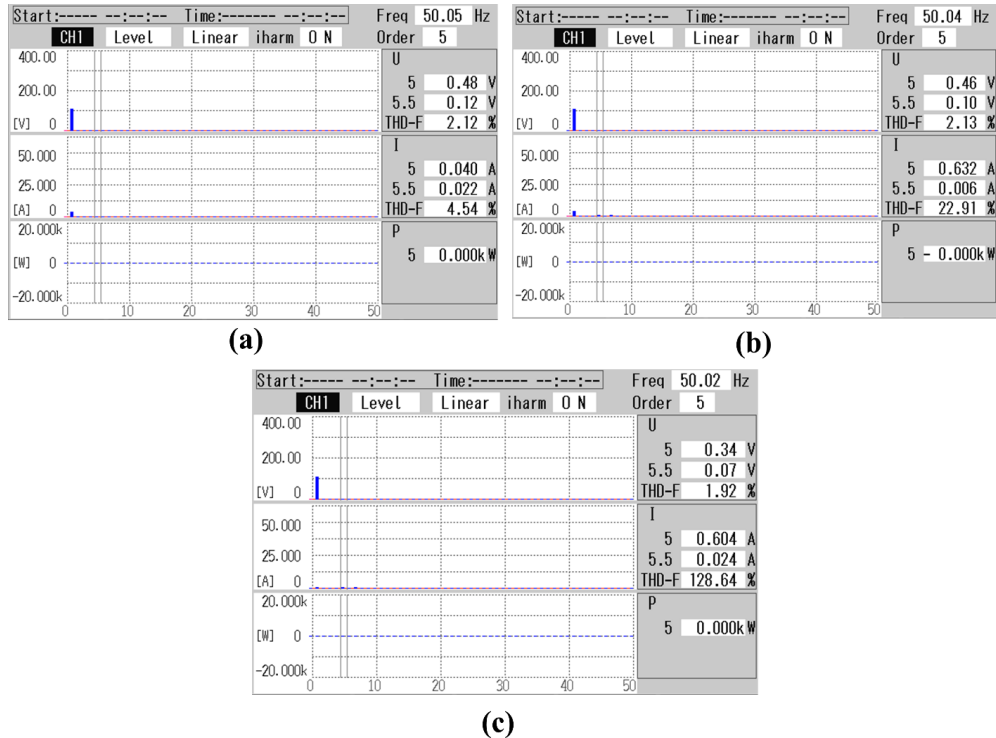 Start:----- --:--:-- Time:------- --:--:-- Freq 50.05 Hz
CH1 Level Linear iharm O N Order 5
400.00
200.00
[V] 0
U
5 0.48 V
5.5 0.12 V
THD-F 2.12 %
50.000
25.000
[A] 0
I
5 0.040 A
5.5 0.022 A
THD-F 4.54 %
20.000k
[W] 0
-20.000k
P
5 0.000k W
0 10 20 30 40 50
(a)
Start:----- --:--:-- Time:------- --:--:-- Freq 50.04 Hz
CH1 Level Linear iharm O N Order 5
400.00
200.00
[V] 0
U
5 0.46 V
5.5 0.10 V
THD-F 2.13 %
50.000
25.000
[A] 0
I
5 0.632 A
5.5 0.006 A
THD-F 22.91 %
20.000k
[W] 0
-20.000k
P
5 - 0.000k W
0 10 20 30 40 50
(b)
Start:----- --:--:-- Time:------- --:--:-- Freq 50.02 Hz
CH1 Level Linear iharm O N Order 5
400.00
200.00
[V] 0
U
5 0.34 V
5.5 0.07 V
THD-F 1.92 %
50.000
25.000
[A] 0
I
5 0.604 A
5.5 0.024 A
THD-F 128.64 %
20.000k
[W] 0
-20.000k
P
5 0.000k W
0 10 20 30 40 50
(c)